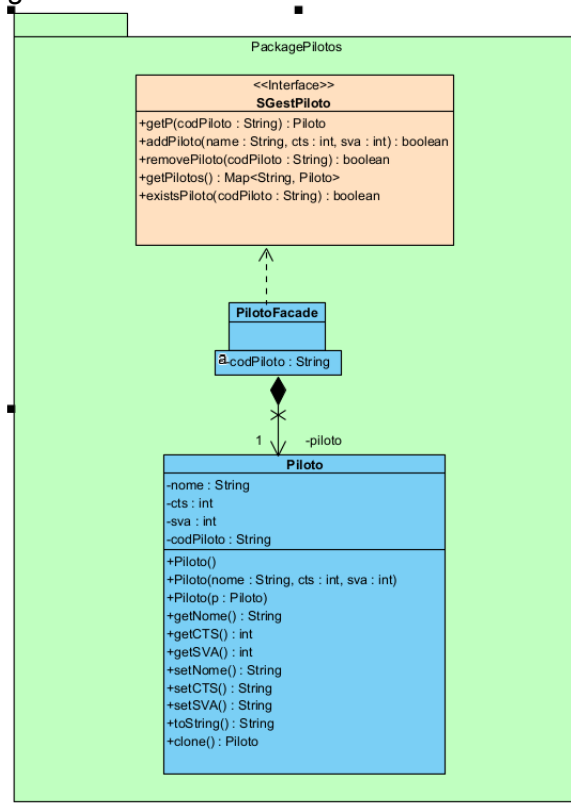 PackagePilotos
<<Interface>>
SGestPiloto
+getP(codPiloto : String) : Piloto
+addPiloto(name : String, cts : int, sva : int) : boolean
+removePiloto(codPiloto : String) : boolean
+getPilotos() : Map<String, Piloto>
+existsPiloto(codPiloto : String) : boolean
PilotoFacade
a-codPiloto : String
1 -piloto
Piloto
-nome : String
-cts : int
-sva : int
-codPiloto : String
+Piloto()
+Piloto(nome : String, cts : int, sva : int)
+Piloto(p : Piloto)
+getNome() : String
+getCTS() : int
+getSVA() : int
+setNome() : String
+setCTS() : String
+setSVA() : String
+toString() : String
+clone() : Piloto